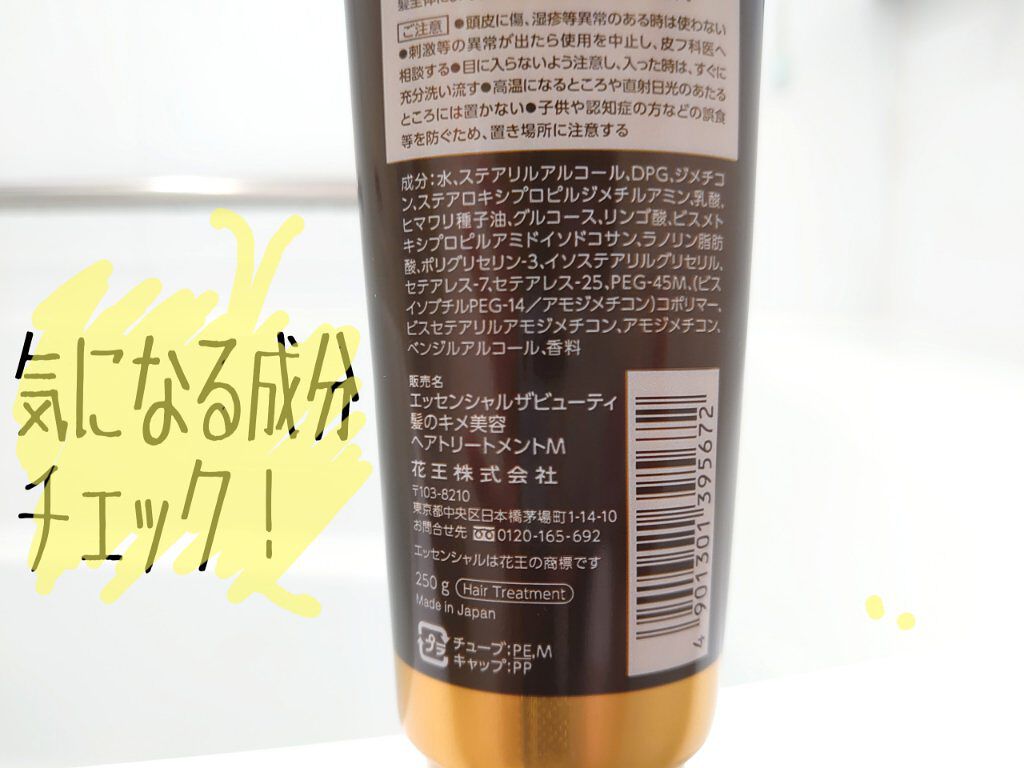 気になる成分
チェック!
髪全体に
ご注意 ●頭皮に傷、湿疹等異常のある時は使わない
●刺激等の異常が出たら使用を中止し、皮フ科医へ
相談する●目に入らないよう注意し、入った時は、すぐに
充分洗い流す●高温になるところや直射日光のあたる
ところには置かない●子供や認知症の方などの誤食
等を防ぐため、置き場所に注意する
成分:水、ステアリルアルコール、DPG、ジメチコ
ン、ステアロキシプロピルジメチルアミン、乳酸、
ヒマワリ種子油、グルコース、リンゴ酸、ビスメト
キシプロピルアミドイソドコサン、ラノリン脂肪
酸、ポリグリセリン-3、イソステアリルグリセリル、
セテアレス-7、セテアレス-25、PEG-45M、(ビス
イソブチルPEG-14/アモジメチコン)コポリマー、
ビスセテアリルアモジメチコン、アモジメチコン、
ベンジルアルコール、香料
販売名
エッセンシャルザビューティ
髪のキメ美容
ヘアトリートメントM
花王株式会社
〒103-8210
東京都中央区日本橋茅場町1-14-10
お問合せ先 0120-165-692
エッセンシャルは花王の商標です
250 g Hair Treatment
Made in Japan
プラ チューブ:PE,M
キャップ:PP
4901301395672